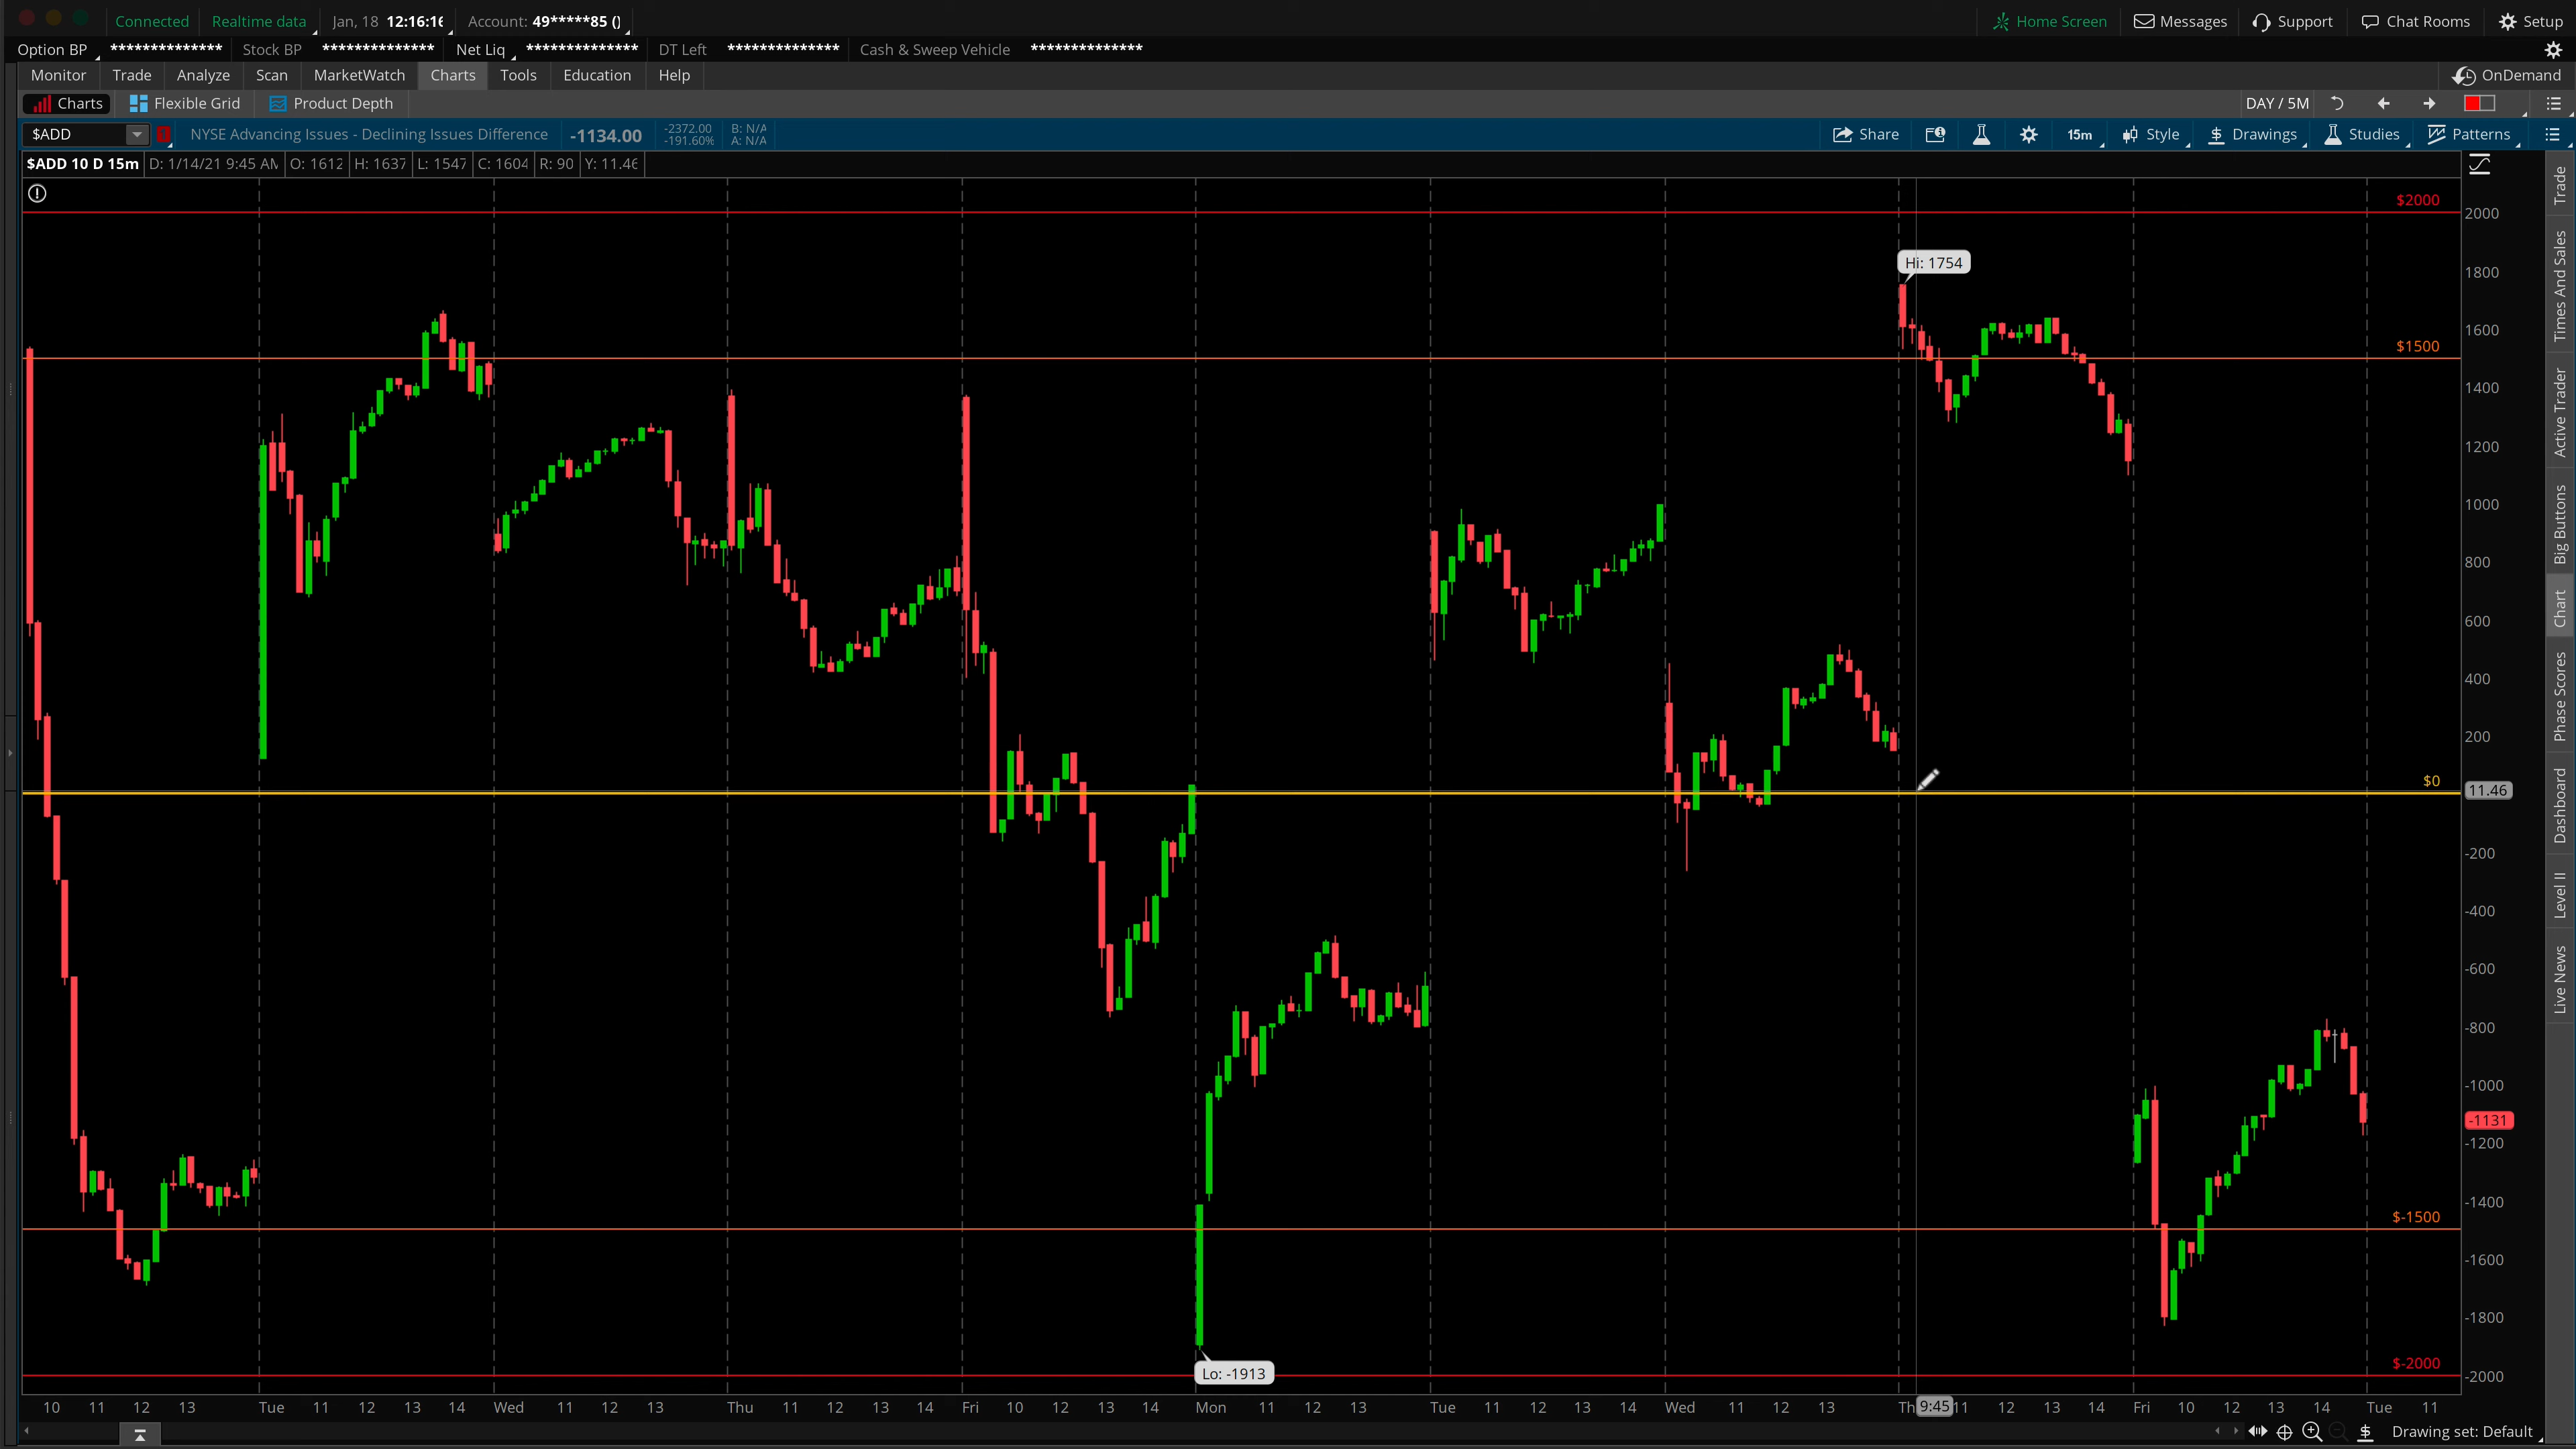 Connected Realtime data Jan, 18 12:16:16 Account: 49*****85 () Home Screen Messages Support Chat Rooms Setup
Option BP ************** Stock BP ************** Net Liq ************** DT Left ************** Cash & Sweep Vehicle **************
Monitor Trade Analyze Scan MarketWatch Charts Tools Education Help OnDemand
Charts Flexible Grid Product Depth DAY / 5M
$ADD NYSE Advancing Issues - Declining Issues Difference -1134.00 -2372.00 B: N/A Share 15m Style Drawings Studies Patterns
-191.60% A: N/A
$ADD 10 D 15m D: 1/14/21 9:45 AM O: 1612 H: 1637 L: 1547 C: 1604 R: 90 Y: 11.46
$2000 2000
Hi: 1754
1800
1600
$1500
1400
1200
1000
800
600
400
200
$0
11.46
-200
-400
-600
-800
-1000
-1131
-1200
-1400
$-1500
-1600
-1800
$-2000
Lo: -1913
-2000
10 11 12 13 Tue 11 12 13 14 Wed 11 12 13 Thu 11 12 13 14 Fri 10 11 12 13 14 Mon 11 12 13 Tue 11 12 13 14 Wed 11 12 13 Th 9:45 11 12 13 14 Fri 10 11 12 13 14 Tue 11
Drawing set: Default
Trade
Times And Sales
Active Trader
Big Buttons
Chart
Phase Scores
Dashboard
Level II
Live News